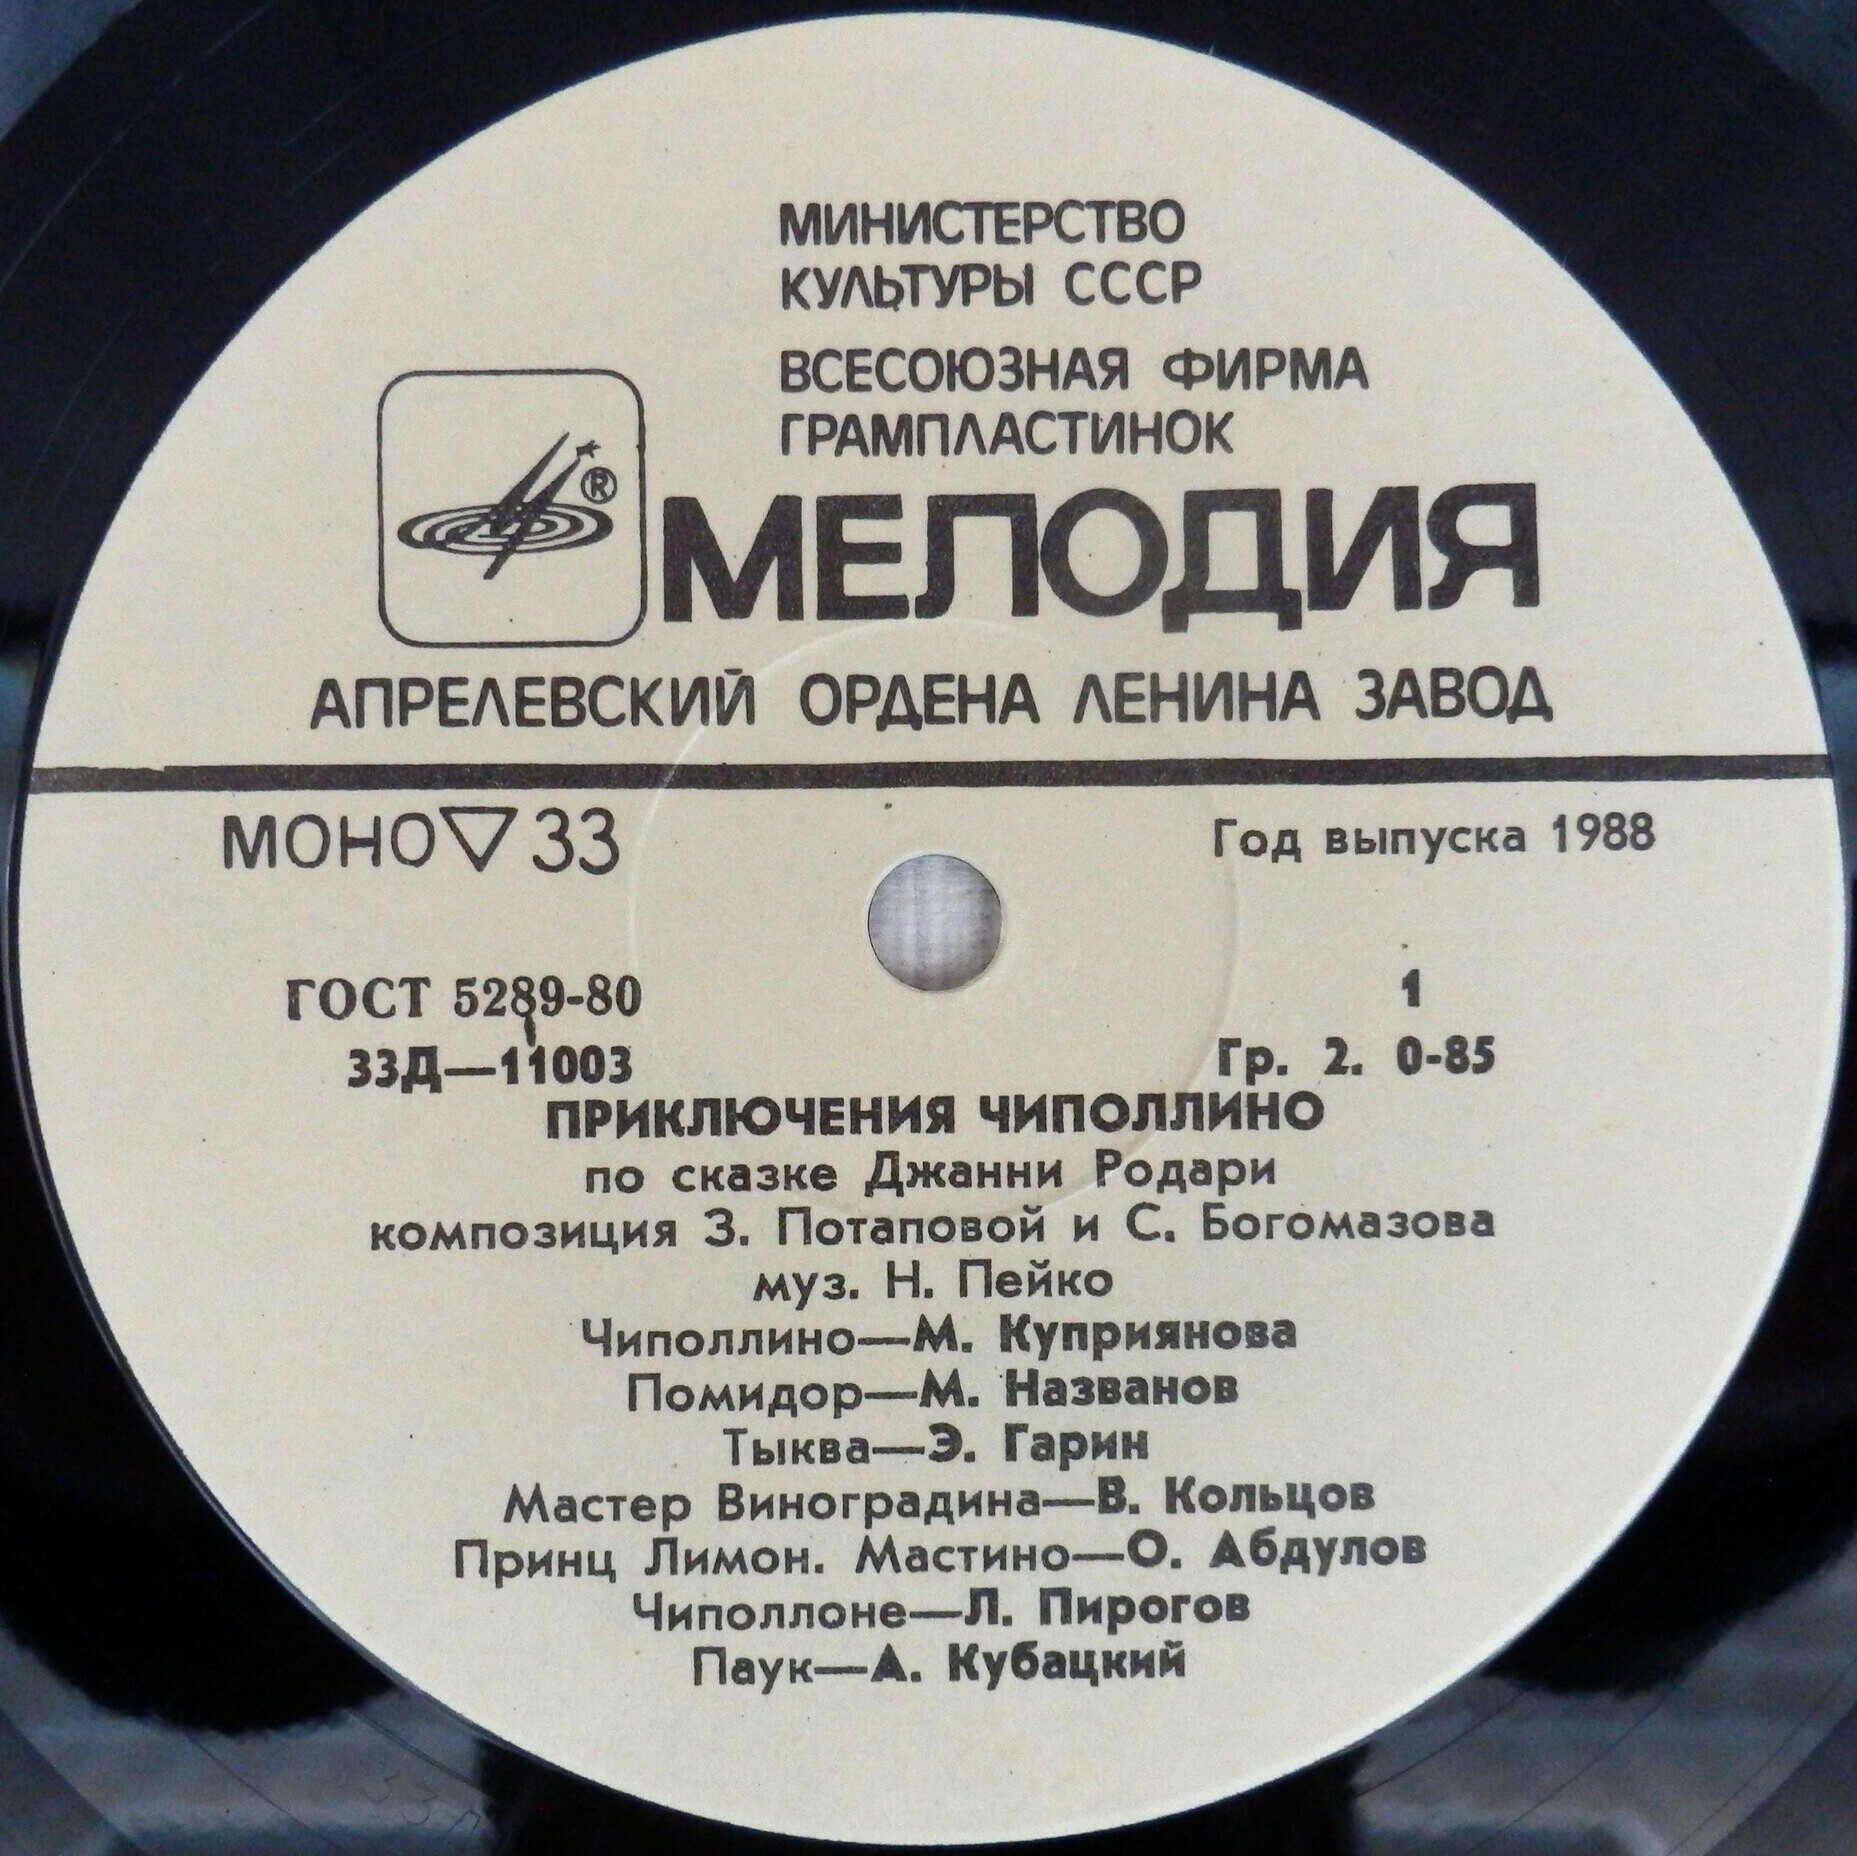 МИНИСТЕРСТВО
КУЛЬТУРЫ СССР
ВСЕСОЮЗНАЯ ФИРМА
ГРАМПЛАСТИНОК
®
МЕЛОДИЯ
АПРЕЛЕВСКИЙ ОРДЕНА ЛЕНИНА ЗАВОД
МОНО ▽ 33
Год выпуска 1988
ГОСТ 5289-80
1
33Д—11003
Гр. 2. 0-85
ПРИКЛЮЧЕНИЯ ЧИПОЛЛИНО
по сказке Джанни Родари
композиция З. Потаповой и С. Богомазова
муз. Н. Пейко
Чиполлино—М. Куприянова
Помидор—М. Названов
Тыква—Э. Гарин
Мастер Виноградина—В. Кольцов
Принц Лимон. Мастино—О. Абдулов
Чиполлоне—Л. Пирогов
Паук—А. Кубацкий